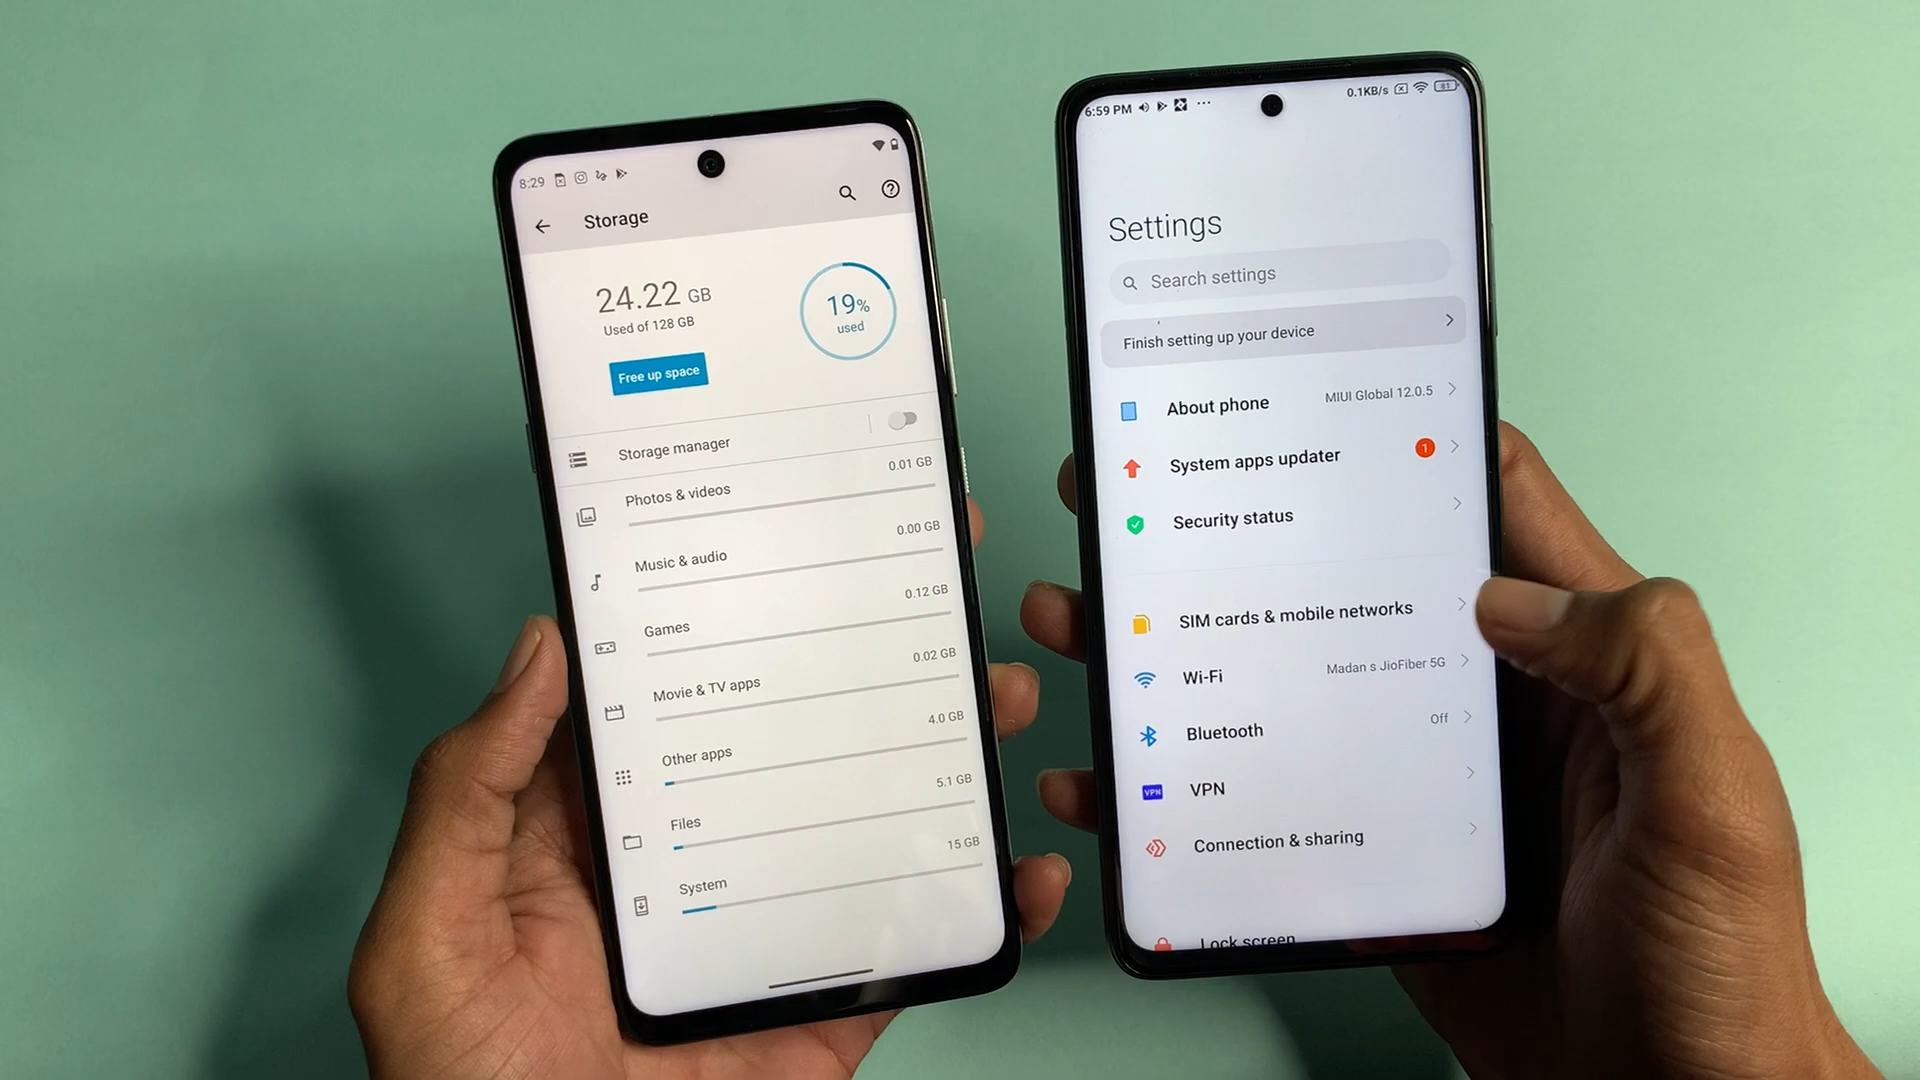 8:29
Storage
24.22 GB
Used of 128 GB
19%
used
Free up space
Storage manager
Photos & videos 0.01 GB
Music & audio 0.00 GB
Games 0.12 GB
Movie & TV apps 0.02 GB
Other apps 4.0 GB
Files 5.1 GB
System 15 GB
6:59 PM 0.1KB/s 81
Settings
Search settings
Finish setting up your device
About phone MIUI Global 12.0.5
System apps updater 1
Security status
SIM cards & mobile networks
Wi-Fi Madan s JioFiber 5G
Bluetooth Off
VPN VPN
Connection & sharing
Lock screen